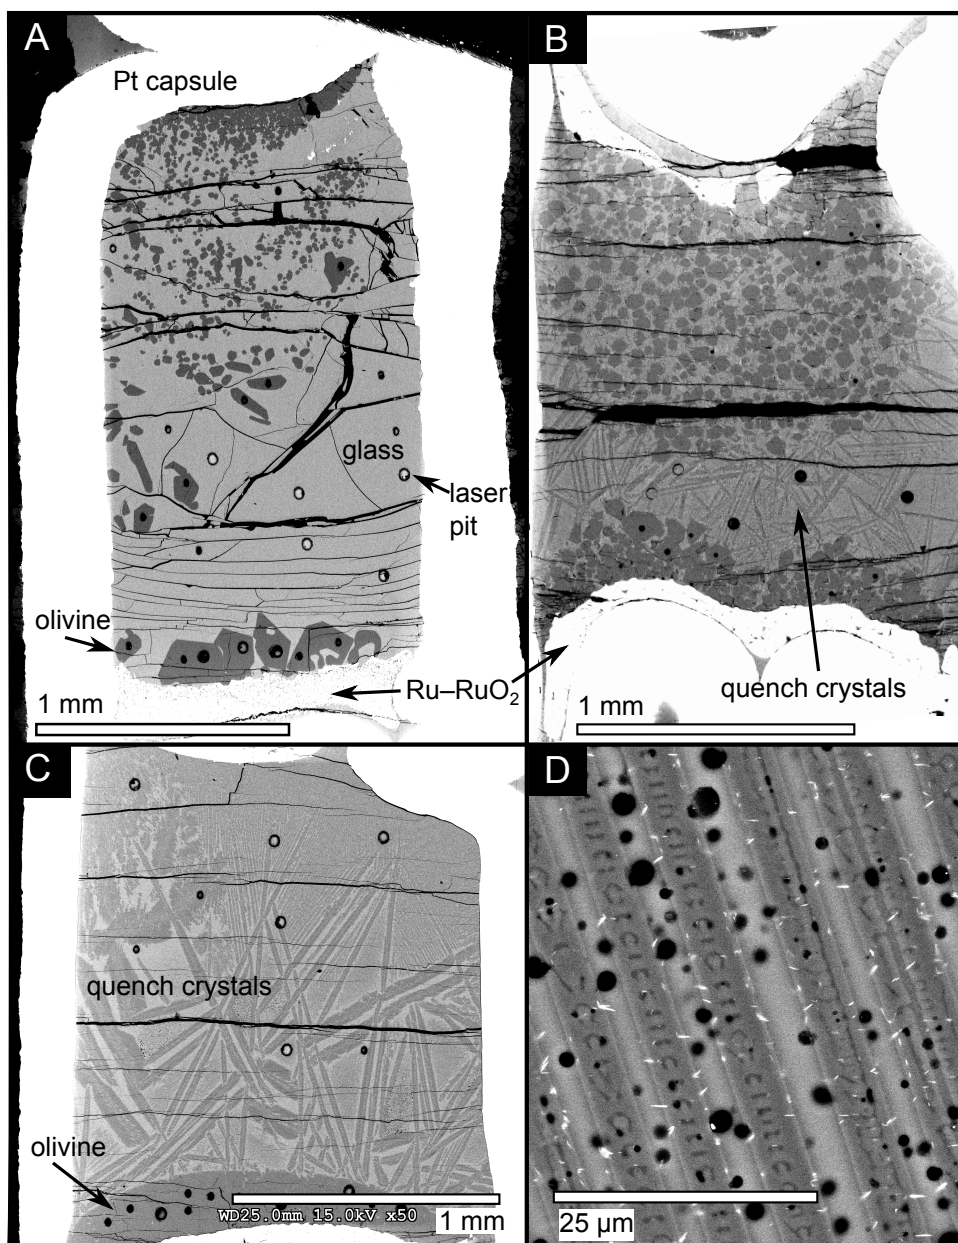 A
Pt capsule
glass
laser
pit
olivine
Ru–RuO2
1 mm
B
quench crystals
1 mm
C
quench crystals
olivine
WD25.0mm 15.0kV x50
1 mm
D
25 µm